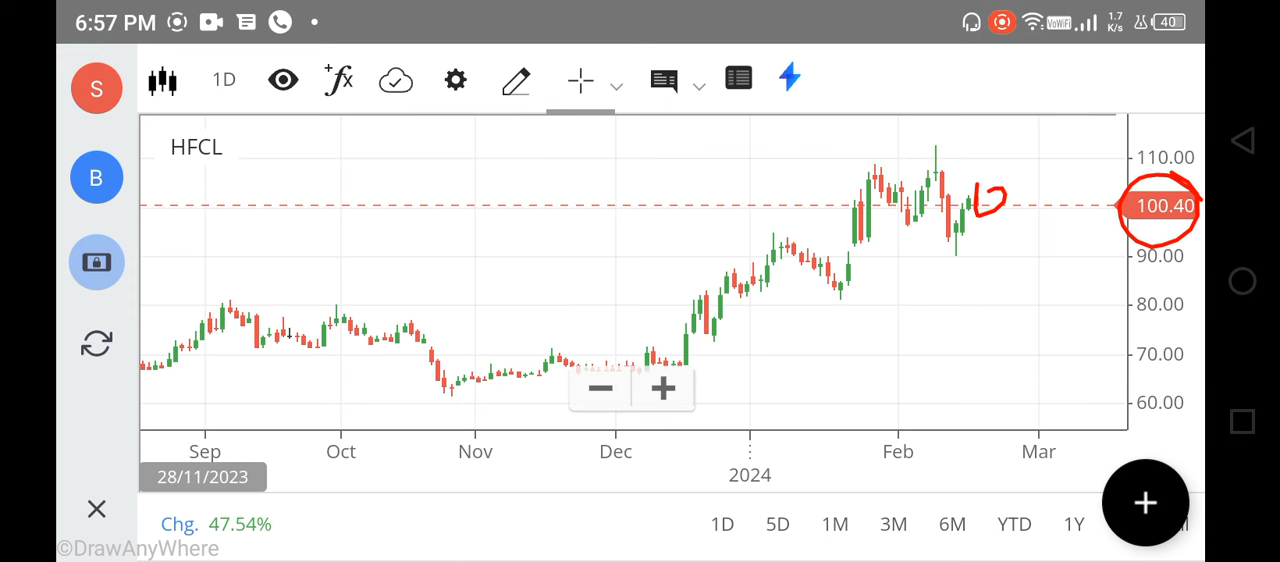 6:57 PM VoWiFi 1.7 K/s 40
S 1D +fx
HFCL
B
110.00
100.40
90.00
80.00
70.00
60.00
Sep Oct Nov Dec 2024 Feb Mar
28/11/2023
Chg. 47.54% 1D 5D 1M 3M 6M YTD 1Y
©DrawAnyWhere